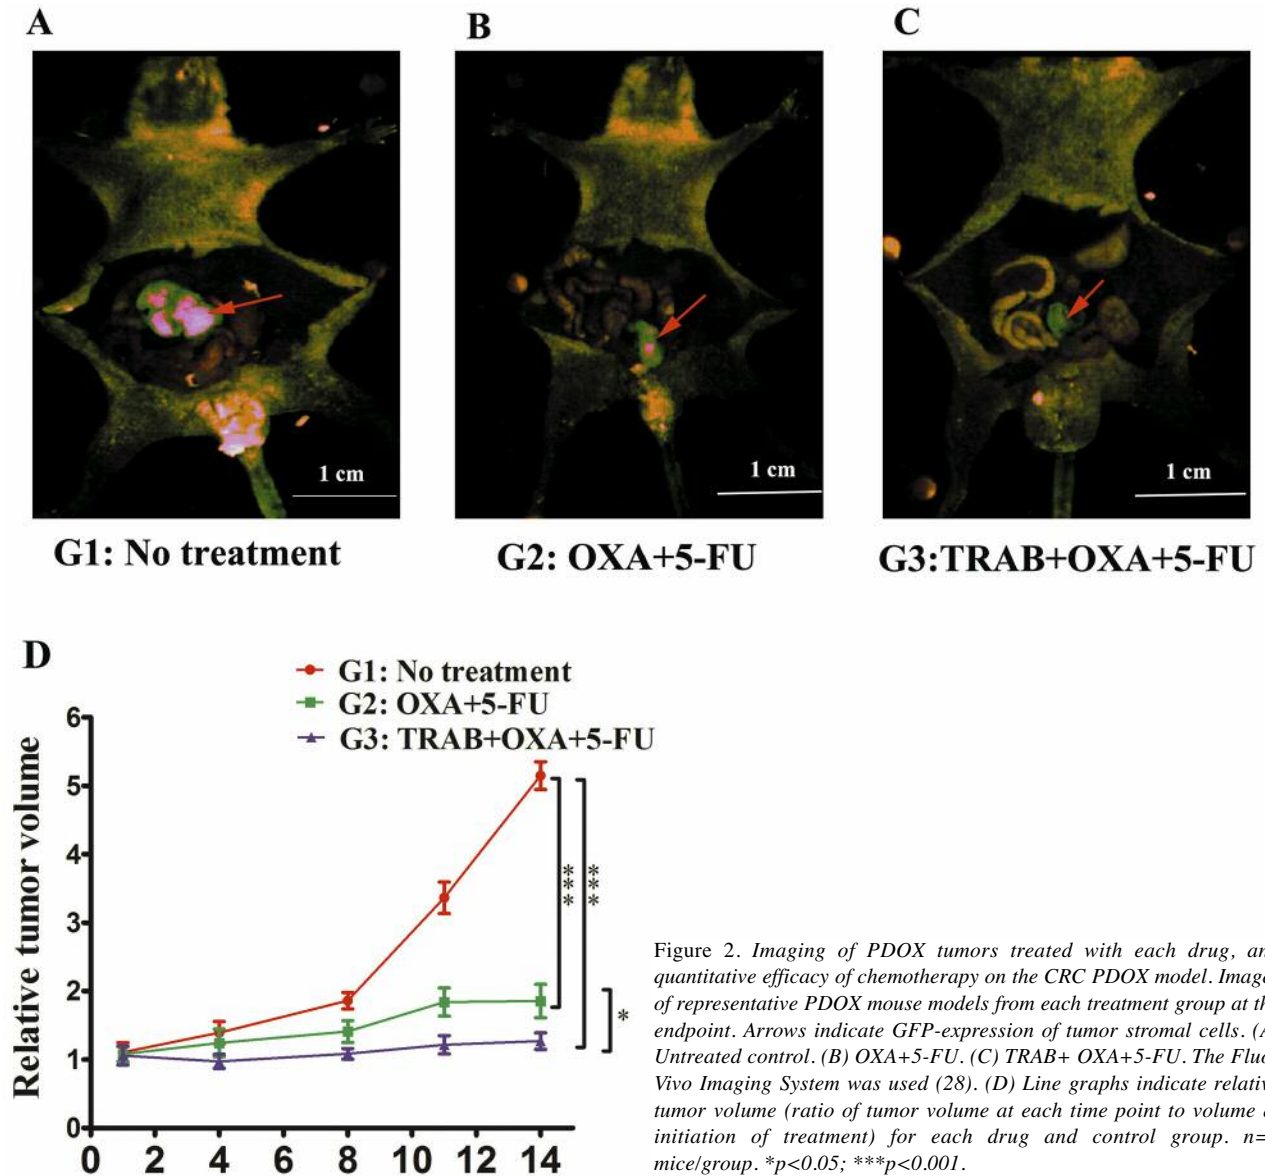 A
B
C
1 cm
1 cm
1 cm
G1: No treatment
G2: OXA+5-FU
G3:TRAB+OXA+5-FU
D
G1: No treatment
G2: OXA+5-FU
G3: TRAB+OXA+5-FU
Relative tumor volume
6
5
4
3
2
1
0
0 2 4 6 8 10 12 14
***
***
*
Figure 2. Imaging of PDOX tumors treated with each drug, an
quantitative efficacy of chemotherapy on the CRC PDOX model. Image
of representative PDOX mouse models from each treatment group at th
endpoint. Arrows indicate GFP-expression of tumor stromal cells. (A
Untreated control. (B) OXA+5-FU. (C) TRAB+ OXA+5-FU. The Fluo
Vivo Imaging System was used (28). (D) Line graphs indicate relativ
tumor volume (ratio of tumor volume at each time point to volume a
initiation of treatment) for each drug and control group. n=
mice/group. *p<0.05; ***p<0.001.